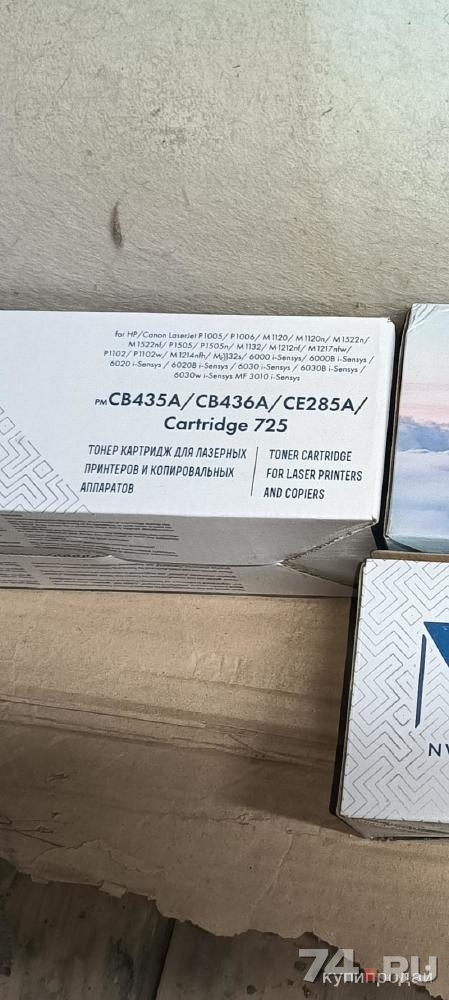 for HP/Canon LaserJet P1005/ P1006/ M1120/ M1120n/ M1522n/
M1522nf/ P1505/ P1505n/ M1132/ M1212nf/ M1217nfw/
P1102/ P1102w/ M1214nfh/ 6000 i-Sensys/ 6000B i-Sensys /
6020 i-Sensys / 6020B i-Sensys / 6030 i-Sensys / 6030B i-Sensys /
6030w i-Sensys MF 3010 i-Sensys
PM CB435A/CB436A/CE285A/
Cartridge 725
ТОНЕР КАРТРИДЖ ДЛЯ ЛАЗЕРНЫХ
ПРИНТЕРОВ И КОПИРОВАЛЬНЫХ
АППАРАТОВ
TONER CARTRIDGE
FOR LASER PRINTERS
AND COPIERS
74.RU
купипродай